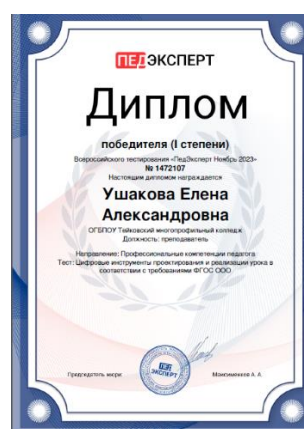 ПЕДЭКСПЕРТ
Диплом
победителя (I степени)
Всероссийского тестирования «ПедЭксперт Ноябрь 2023»
№ 1472107
Настоящим дипломом награждается
Ушакова Елена
Александровна
ОГБПОУ Тейковский многопрофильный колледж
Должность: преподаватель
Направление: Профессиональные компетенции педагога
Тест: Цифровые инструменты проектирования и реализации урока в
соответствии с требованиями ФГОС ООО
Председатель жюри
ПЕДЭКСПЕРТ
Максименков А. А.